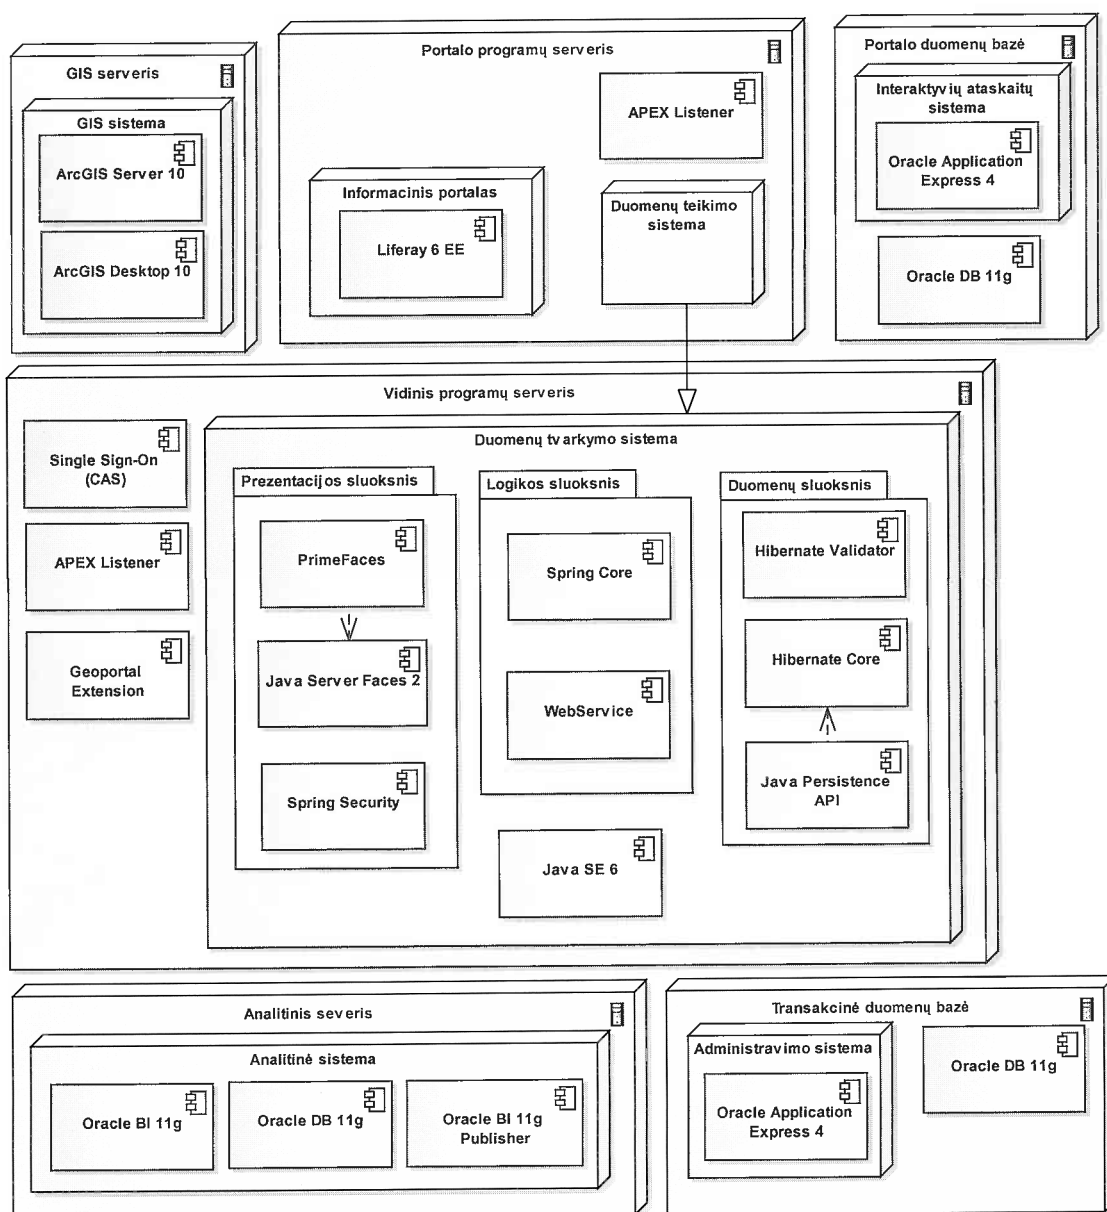 GIS serveris
GIS sistema
ArcGIS Server 10
ArcGIS Desktop 10
Portalo programų serveris
APEX Listener
Informacinis portalas
Liferay 6 EE
Duomenų teikimo
sistema
Portalo duomenų bazė
Interaktyvių ataskaitų
sistema
Oracle Application
Express 4
Oracle DB 11g
Vidinis programų serveris
Single Sign-On
(CAS)
APEX Listener
Geoportal
Extension
Duomenų tvarkymo sistema
Prezentacijos sluoksnis
PrimeFaces
Java Server Faces 2
Spring Security
Logikos sluoksnis
Spring Core
WebService
Duomenų sluoksnis
Hibernate Validator
Hibernate Core
Java Persistence
API
Java SE 6
Analitinis severis
Analitinė sistema
Oracle BI 11g
Oracle DB 11g
Oracle BI 11g
Publisher
Transakcinė duomenų bazė
Administravimo sistema
Oracle Application
Express 4
Oracle DB 11g